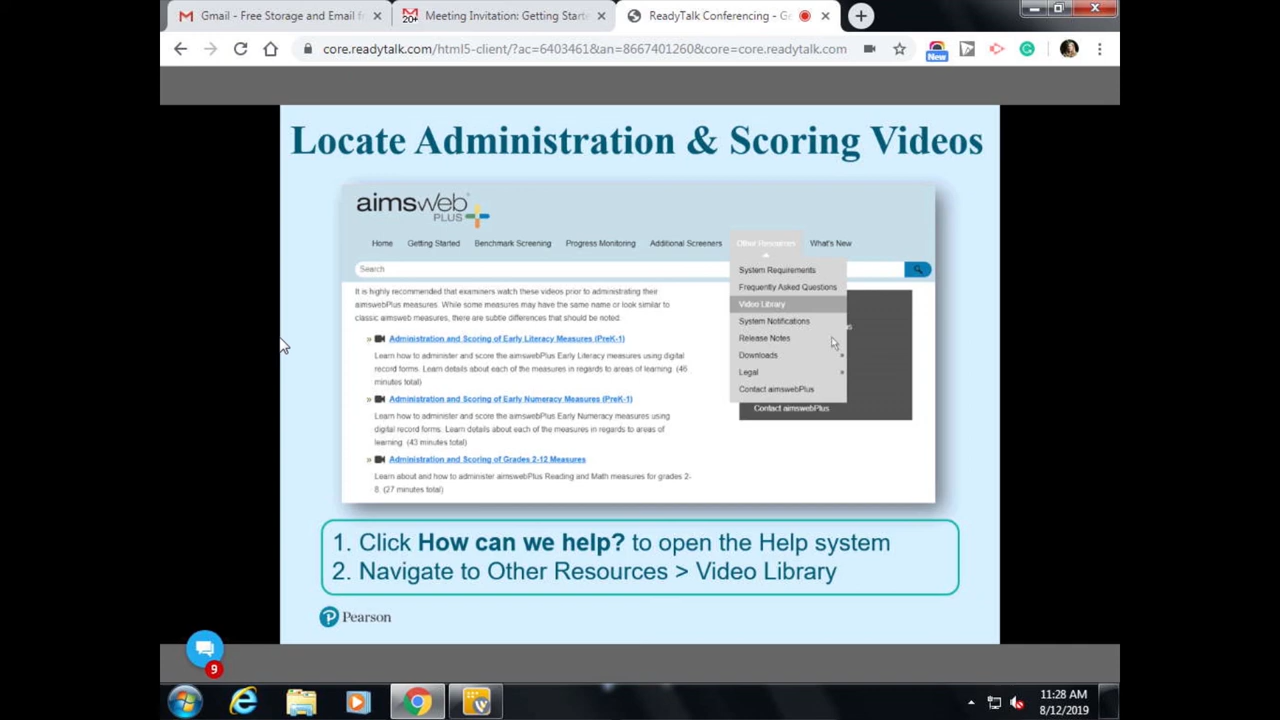 Gmail - Free Storage and Email f
Meeting Invitation: Getting Starte
ReadyTalk Conferencing - Ge
core.readytalk.com/html5-client/?ac=6403461&an=8667401260&core=core.readytalk.com
New
Locate Administration & Scoring Videos
aimsweb
PLUS
Home Getting Started Benchmark Screening Progress Monitoring Additional Screeners Other Resources What's New
Search
System Requirements
Frequently Asked Questions
Video Library
System Notifications
Release Notes
Downloads »
Legal »
Contact aimswebPlus
Contact aimswebPlus
It is highly recommended that examiners watch these videos prior to administrating their
aimswebPlus measures. While some measures may have the same name or look similar to
classic aimsweb measures, there are subtle differences that should be noted.
» Administration and Scoring of Early Literacy Measures (PreK-1)
Learn how to administer and score the aimswebPlus Early Literacy measures using digital
record forms. Learn details about each of the measures in regards to areas of learning. (46
minutes total)
» Administration and Scoring of Early Numeracy Measures (PreK-1)
Learn how to administer and score the aimswebPlus Early Numeracy measures using
digital record forms. Learn details about each of the measures in regards to areas of
learning. (43 minutes total)
» Administration and Scoring of Grades 2-12 Measures
Learn about and how to administer aimswebPlus Reading and Math measures for grades 2-
8. (27 minutes total)
1. Click How can we help? to open the Help system
2. Navigate to Other Resources > Video Library
Pearson
9
11:28 AM
8/12/2019